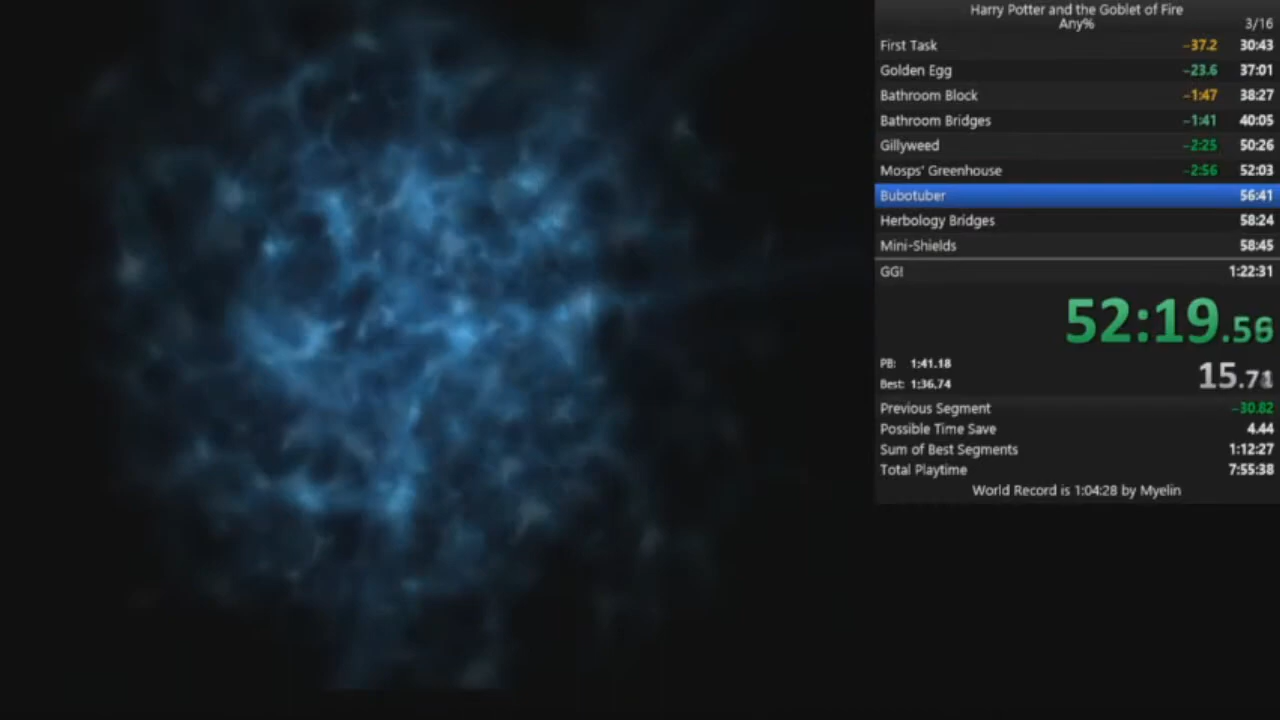 Harry Potter and the Goblet of Fire
Any% 3/16
First Task −37.2 30:43
Golden Egg −23.6 37:01
Bathroom Block −1:47 38:27
Bathroom Bridges −1:41 40:05
Gillyweed −2:25 50:26
Mosps' Greenhouse −2:56 52:03
Bubotuber 56:41
Herbology Bridges 58:24
Mini-Shields 58:45
GG! 1:22:31
52:19.56
PB: 1:41.18
Best: 1:36.74
15.71
Previous Segment −30.82
Possible Time Save 4.44
Sum of Best Segments 1:12:27
Total Playtime 7:55:38
World Record is 1:04:28 by Myelin